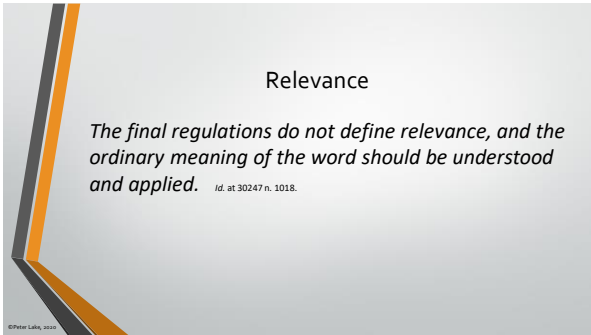 Relevance
The final regulations do not define relevance, and the
ordinary meaning of the word should be understood
and applied. Id. at 30247 n. 1018.
©Peter Lake, 2020